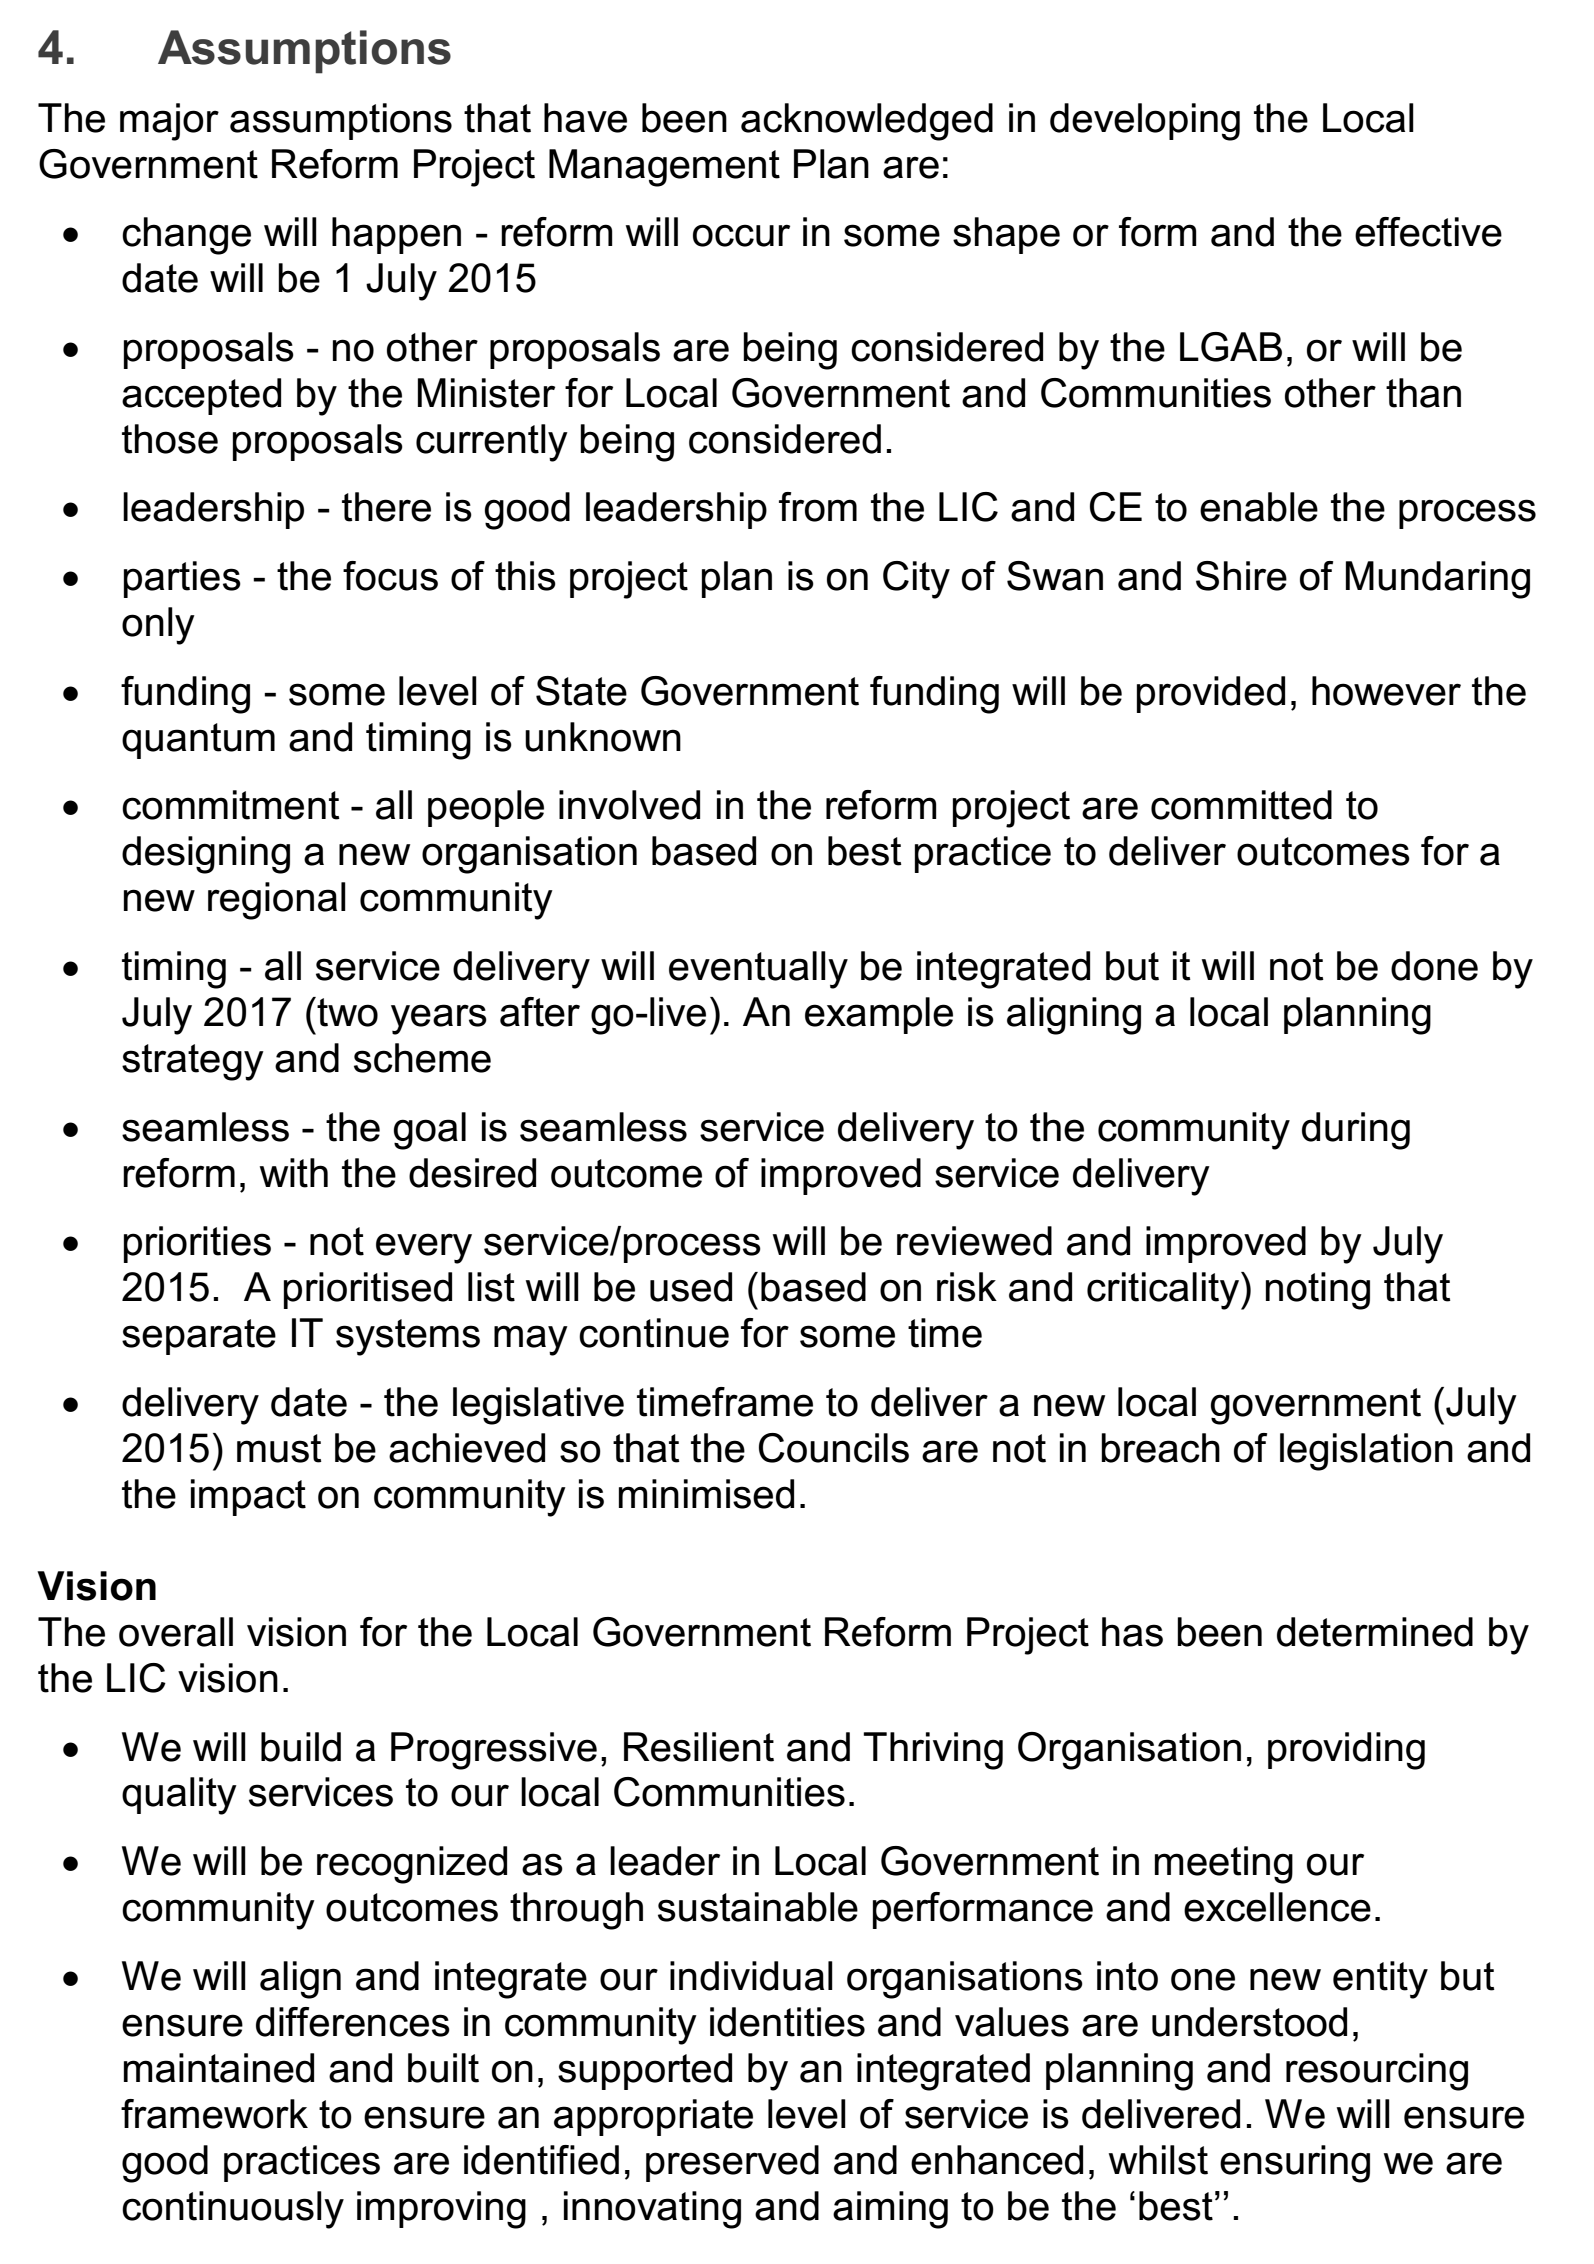 4. Assumptions
The major assumptions that have been acknowledged in developing the Local
Government Reform Project Management Plan are:
• change will happen - reform will occur in some shape or form and the effective
date will be 1 July 2015
• proposals - no other proposals are being considered by the LGAB, or will be
accepted by the Minister for Local Government and Communities other than
those proposals currently being considered.
• leadership - there is good leadership from the LIC and CE to enable the process
• parties - the focus of this project plan is on City of Swan and Shire of Mundaring
only
• funding - some level of State Government funding will be provided, however the
quantum and timing is unknown
• commitment - all people involved in the reform project are committed to
designing a new organisation based on best practice to deliver outcomes for a
new regional community
• timing - all service delivery will eventually be integrated but it will not be done by
July 2017 (two years after go-live). An example is aligning a local planning
strategy and scheme
• seamless - the goal is seamless service delivery to the community during
reform, with the desired outcome of improved service delivery
• priorities - not every service/process will be reviewed and improved by July
2015.  A prioritised list will be used (based on risk and criticality) noting that
separate IT systems may continue for some time
• delivery date - the legislative timeframe to deliver a new local government (July
2015) must be achieved so that the Councils are not in breach of legislation and
the impact on community is minimised.
Vision
The overall vision for the Local Government Reform Project has been determined by
the LIC vision.
• We will build a Progressive, Resilient and Thriving Organisation, providing
quality services to our local Communities.
• We will be recognized as a leader in Local Government in meeting our
community outcomes through sustainable performance and excellence.
• We will align and integrate our individual organisations into one new entity but
ensure differences in community identities and values are understood,
maintained and built on, supported by an integrated planning and resourcing
framework to ensure an appropriate level of service is delivered. We will ensure
good practices are identified, preserved and enhanced, whilst ensuring we are
continuously improving , innovating and aiming to be the ‘best’’.